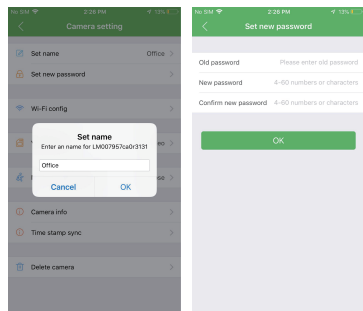 No SIM 2:28 PM 13%
Camera setting
Set name Office
Set new password
Wi-Fi config
Set name
Enter an name for LM007957ca0r3131
Office
Cancel OK
Camera info
Time stamp sync
Delete camera
No SIM 2:28 PM 13%
Set new password
Old password Please enter old password
New password 4-60 numbers or characters
Confirm new password 4-60 numbers or characters
OK